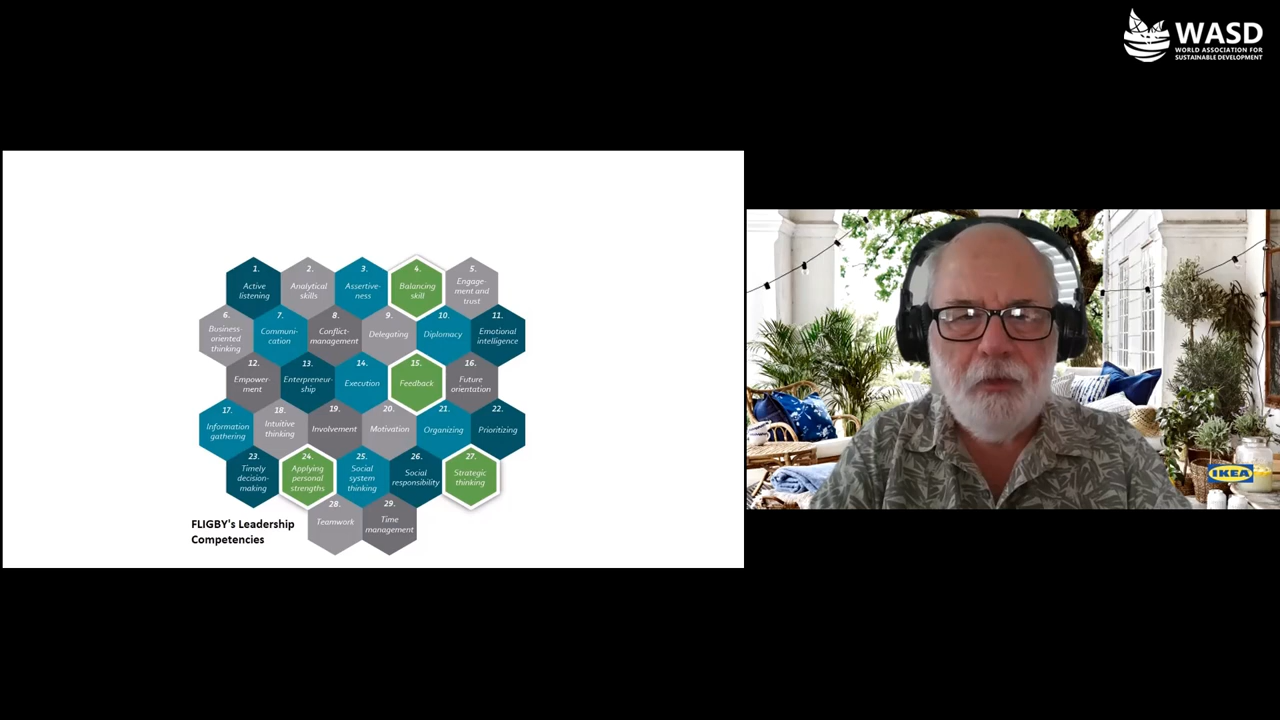 WASD
WORLD ASSOCIATION FOR
SUSTAINABLE DEVELOPMENT
1.
Active
listening
2.
Analytical
skills
3.
Assertive-
ness
4.
Balancing
skill
5.
Engage-
ment and
trust
6.
Business-
oriented
thinking
7.
Communi-
cation
8.
Conflict-
management
9.
Delegating
10.
Diplomacy
11.
Emotional
intelligence
12.
Empower-
ment
13.
Enterpreneur-
ship
14.
Execution
15.
Feedback
16.
Future
orientation
17.
Information
gathering
18.
Intuitive
thinking
19.
Involvement
20.
Motivation
21.
Organizing
22.
Prioritizing
23.
Timely
decision-
making
24.
Applying
personal
strengths
25.
Social
system
thinking
26.
Social
responsibility
27.
Strategic
thinking
28.
Teamwork
29.
Time
management
FLIGBY's Leadership
Competencies
IKEA